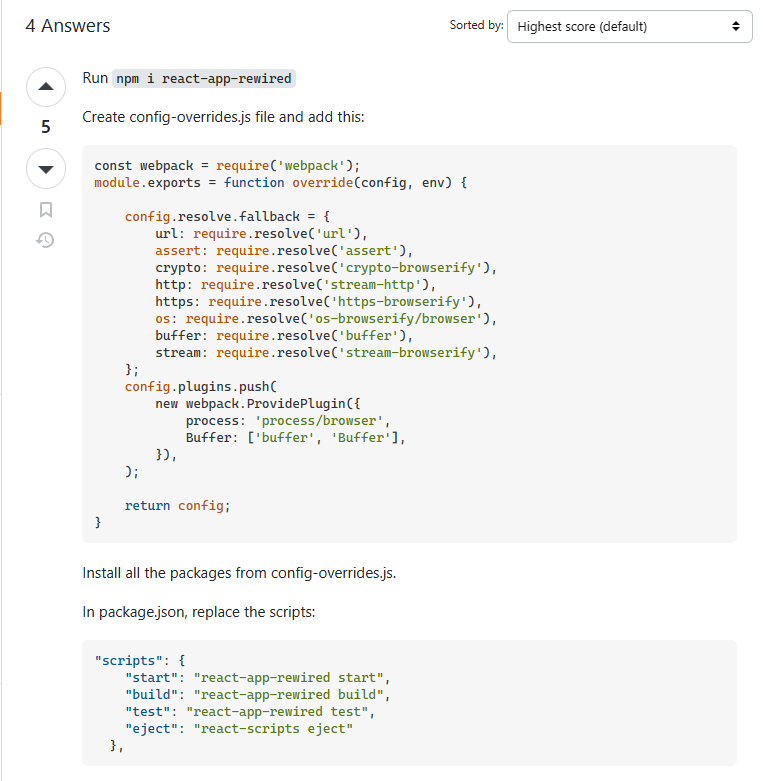 4 Answers
Sorted by: Highest score (default)
Run npm i react-app-rewired
5
Create config-overrides.js file and add this:
const webpack = require('webpack');
module.exports = function override(config, env) {
    config.resolve.fallback = {
        url: require.resolve('url'),
        assert: require.resolve('assert'),
        crypto: require.resolve('crypto-browserify'),
        http: require.resolve('stream-http'),
        https: require.resolve('https-browserify'),
        os: require.resolve('os-browserify/browser'),
        buffer: require.resolve('buffer'),
        stream: require.resolve('stream-browserify'),
    };
    config.plugins.push(
        new webpack.ProvidePlugin({
            process: 'process/browser',
            Buffer: ['buffer', 'Buffer'],
        }),
    );
    return config;
}
Install all the packages from config-overrides.js.
In package.json, replace the scripts:
"scripts": {
    "start": "react-app-rewired start",
    "build": "react-app-rewired build",
    "test": "react-app-rewired test",
    "eject": "react-scripts eject"
  },